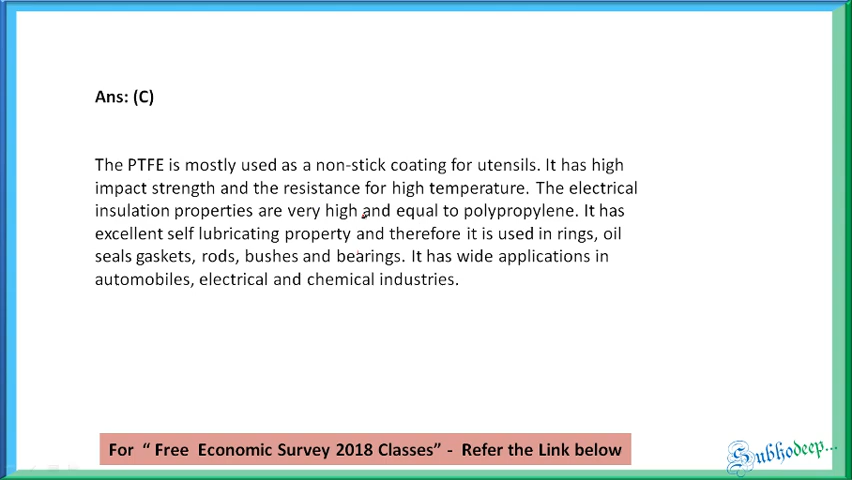 Ans: (C)
The PTFE is mostly used as a non-stick coating for utensils. It has high
impact strength and the resistance for high temperature. The electrical
insulation properties are very high and equal to polypropylene. It has
excellent self lubricating property and therefore it is used in rings, oil
seals gaskets, rods, bushes and bearings. It has wide applications in
automobiles, electrical and chemical industries.
For “ Free Economic Survey 2018 Classes” - Refer the Link below
Subhodeep...